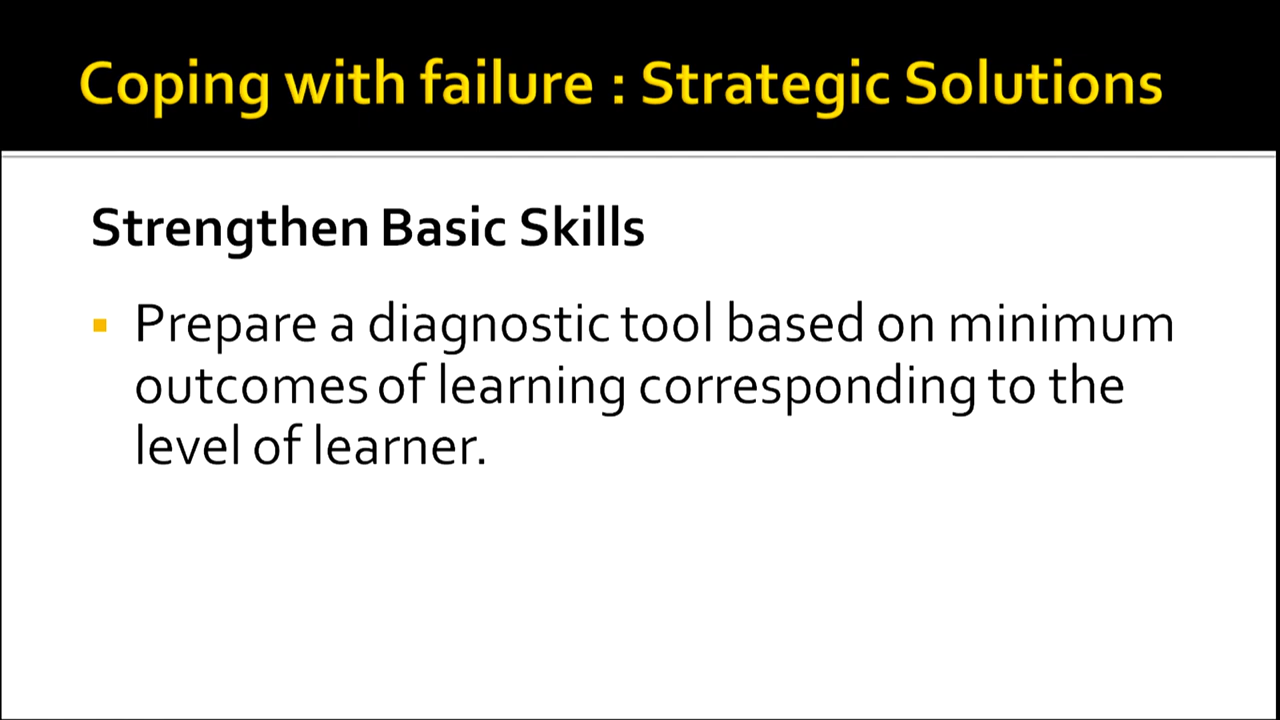 Coping with failure : Strategic Solutions
Strengthen Basic Skills
Prepare a diagnostic tool based on minimum
outcomes of learning corresponding to the
level of learner.